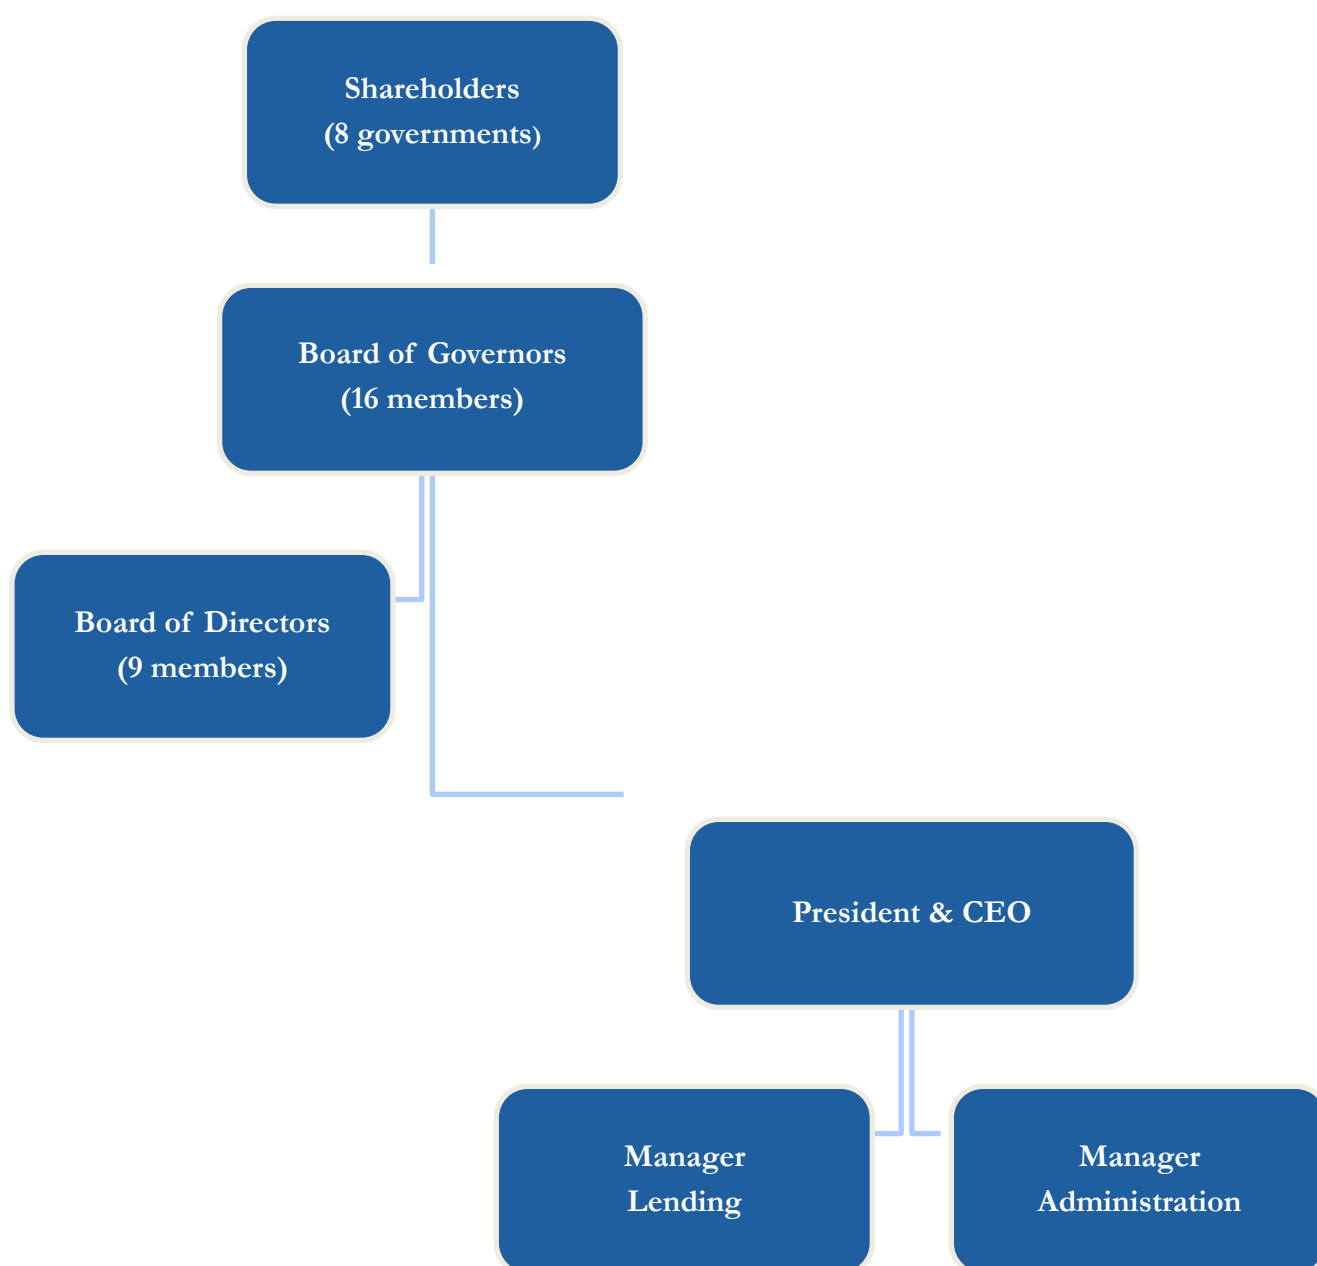 Shareholders
(8 governments)
Board of Governors
(16 members)
Board of Directors
(9 members)
President & CEO
Manager
Lending
Manager
Administration